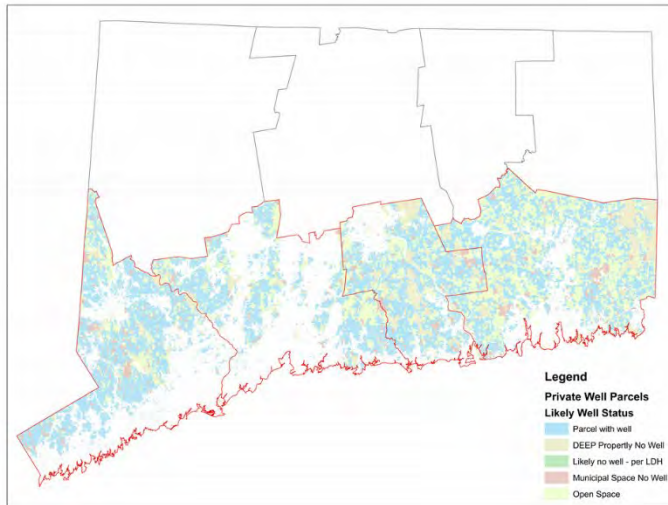 Legend
Private Well Parcels
Likely Well Status
Parcel with well
DEEP Propertly No Well
Likely no well - per LDH
Municipal Space No Well
Open Space